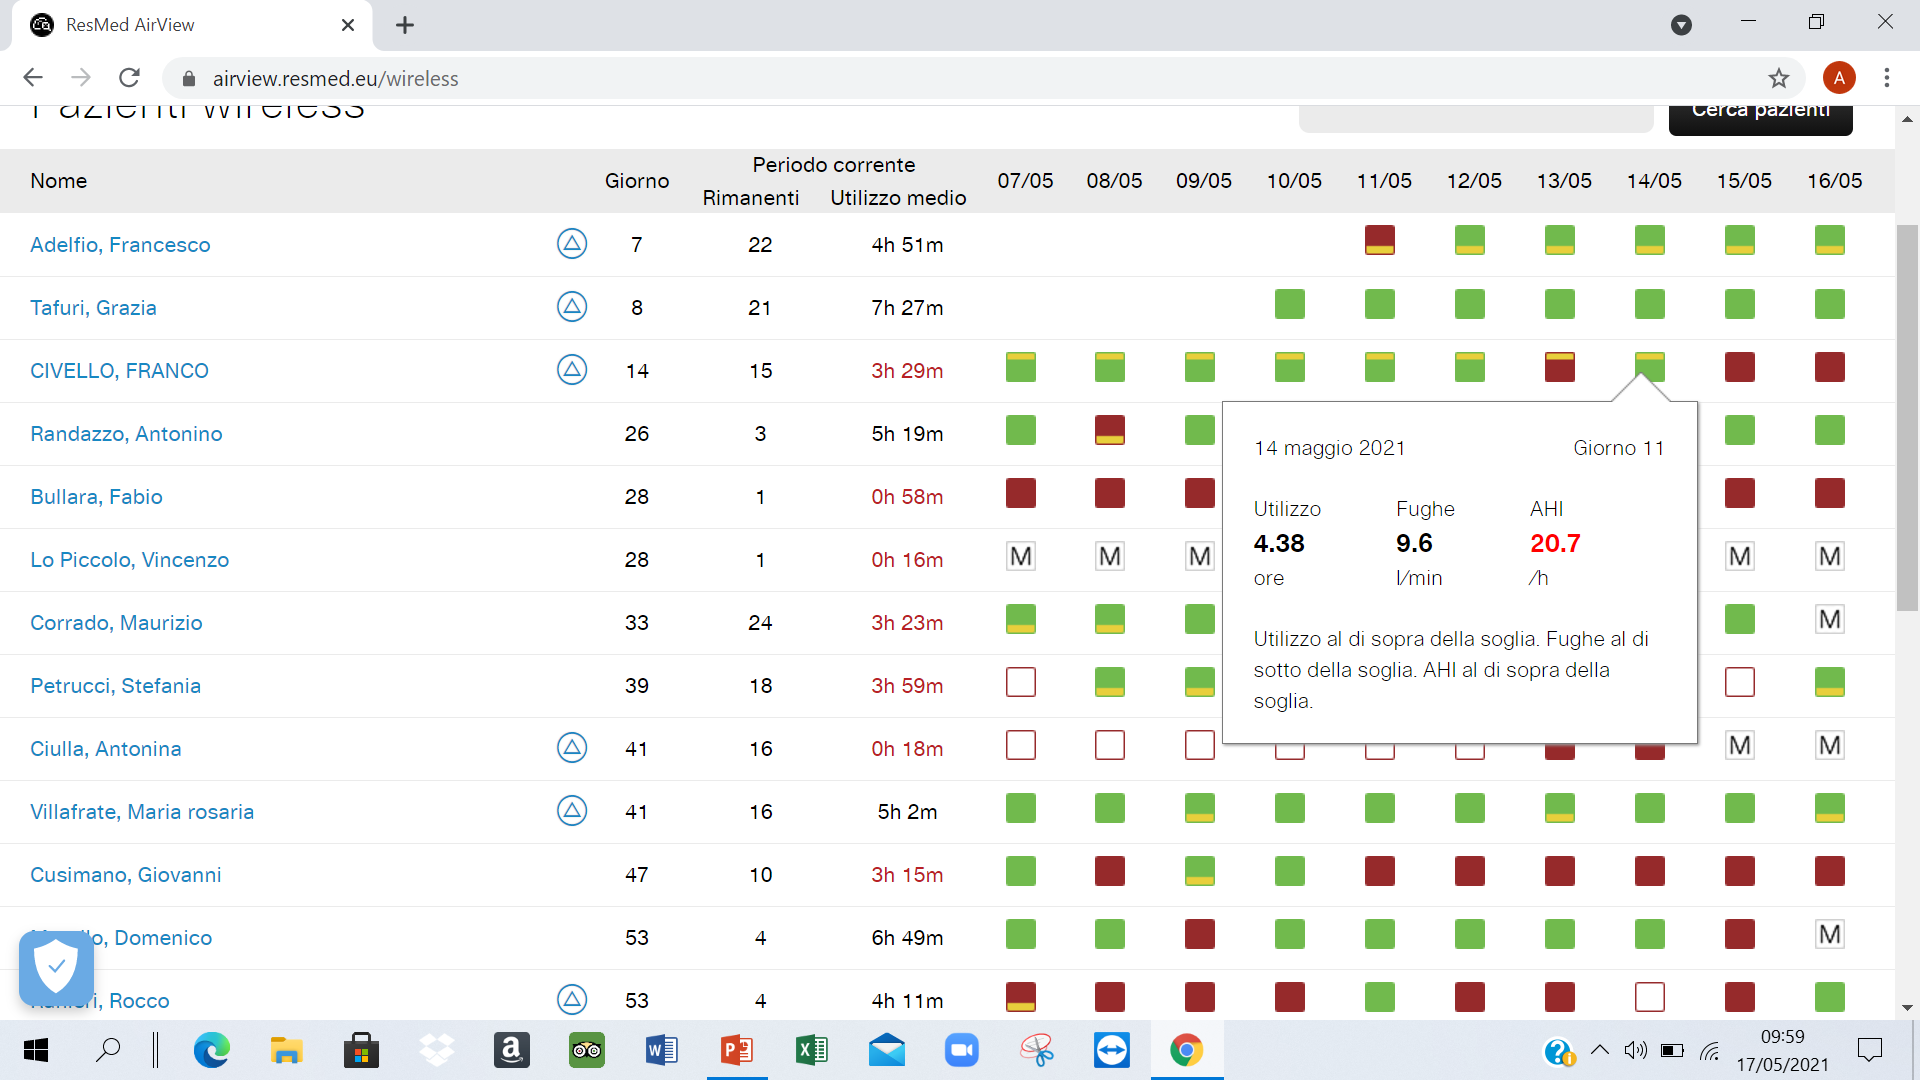 ResMed AirView
airview.resmed.eu/wireless
A
Pazienti wireless
Cerca pazienti
Nome Giorno Periodo corrente 07/05 08/05 09/05 10/05 11/05 12/05 13/05 14/05 15/05 16/05
Rimanenti Utilizzo medio
Adelfio, Francesco 7 22 4h 51m
Tafuri, Grazia 8 21 7h 27m
CIVELLO, FRANCO 14 15 3h 29m
Randazzo, Antonino 26 3 5h 19m
Bullara, Fabio 28 1 0h 58m
Lo Piccolo, Vincenzo 28 1 0h 16m M M M M M
Corrado, Maurizio 33 24 3h 23m M
Petrucci, Stefania 39 18 3h 59m
Ciulla, Antonina 41 16 0h 18m M M
Villafrate, Maria rosaria 41 16 5h 2m
Cusimano, Giovanni 47 10 3h 15m
Domenico 53 4 6h 49m M
Rocco 53 4 4h 11m
14 maggio 2021 Giorno 11
Utilizzo Fughe AHI
4.38 9.6 20.7
ore l/min /h
Utilizzo al di sopra della soglia. Fughe al di
sotto della soglia. AHI al di sopra della
soglia.
09:59
17/05/2021